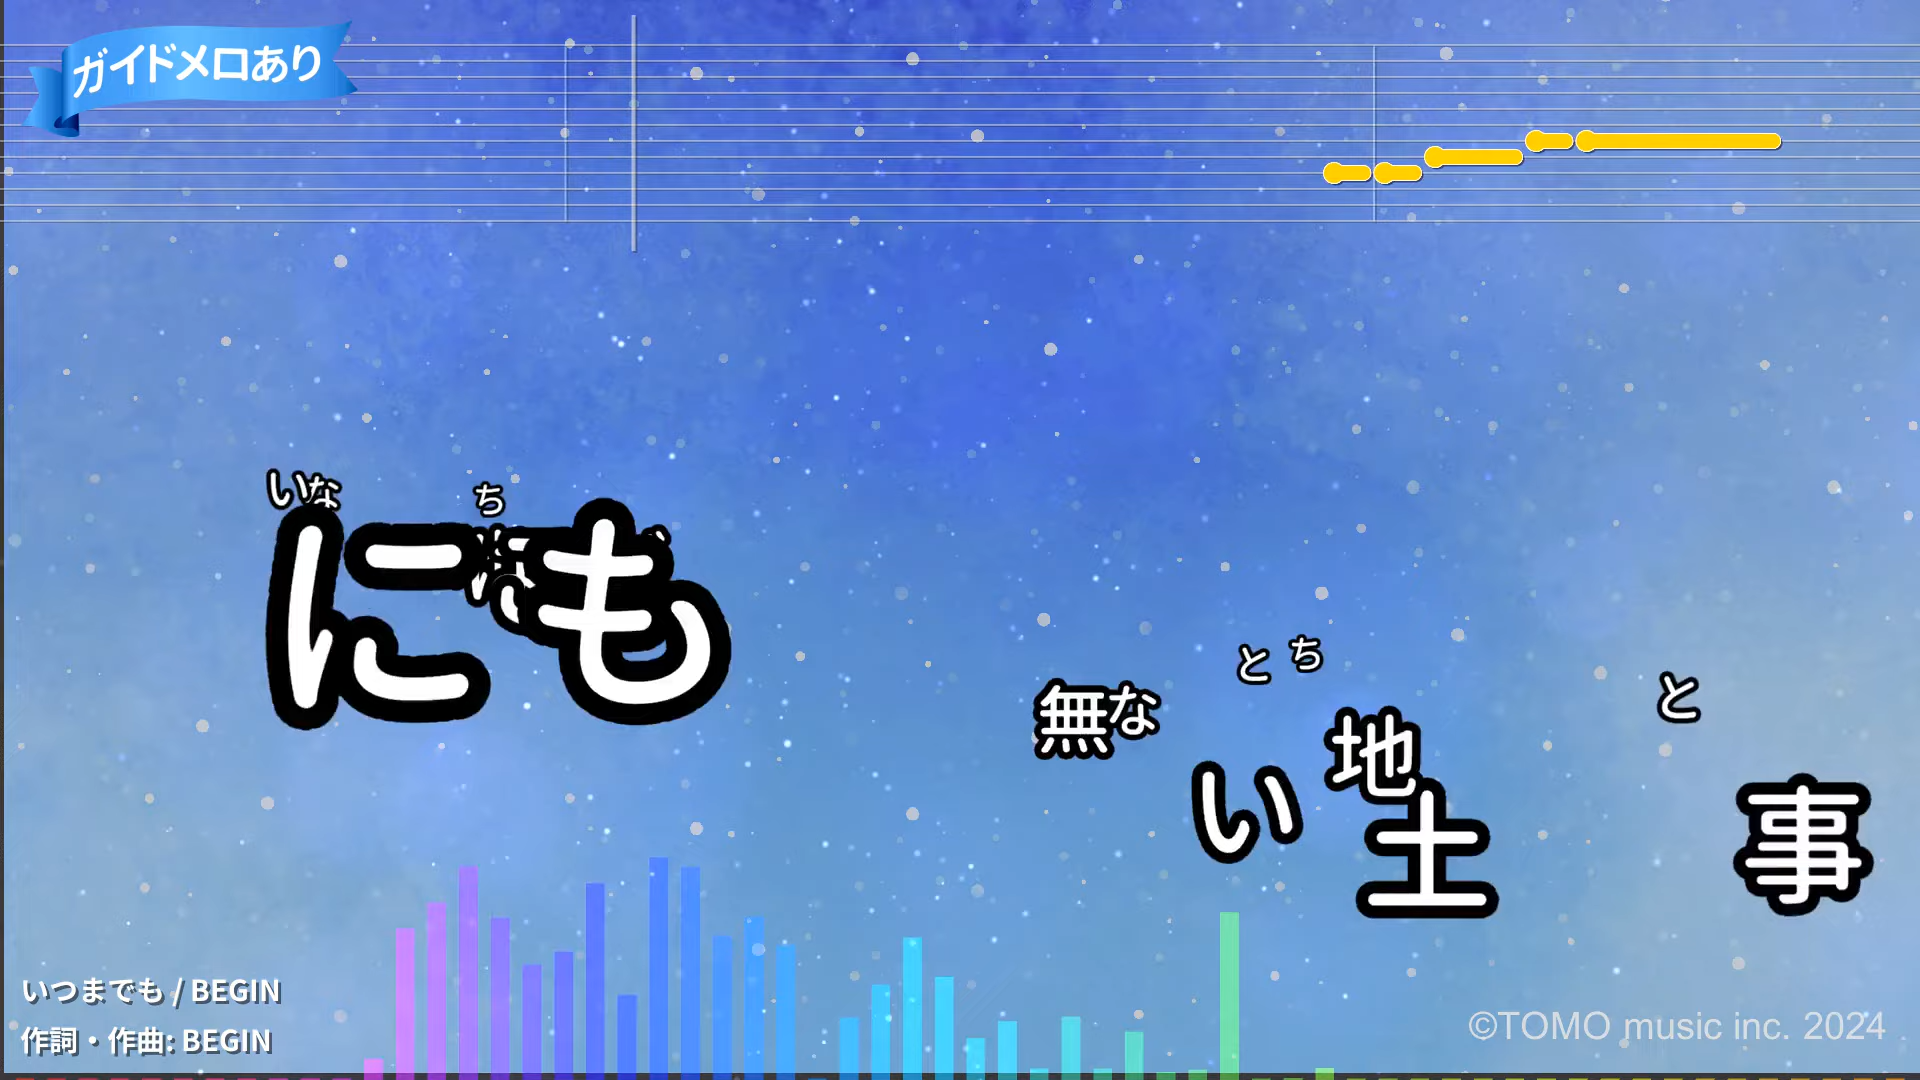 ガイドメロあり
いな
ち
にも
無な
とち
い地土
と
事
いつまでも / BEGIN
作詞・作曲: BEGIN
©TOMO music inc. 2024